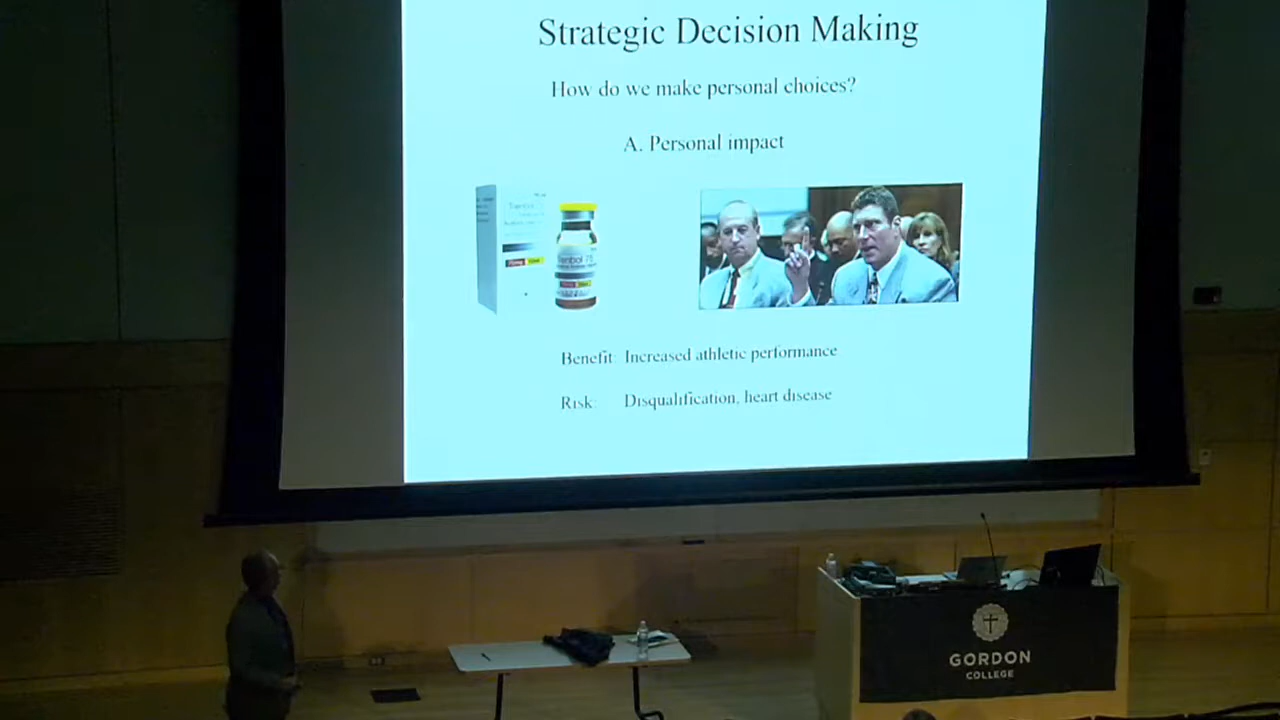 Strategic Decision Making
How do we make personal choices?
A. Personal impact
Benefit: Increased athletic performance
Risk: Disqualification, heart disease
GORDON
COLLEGE